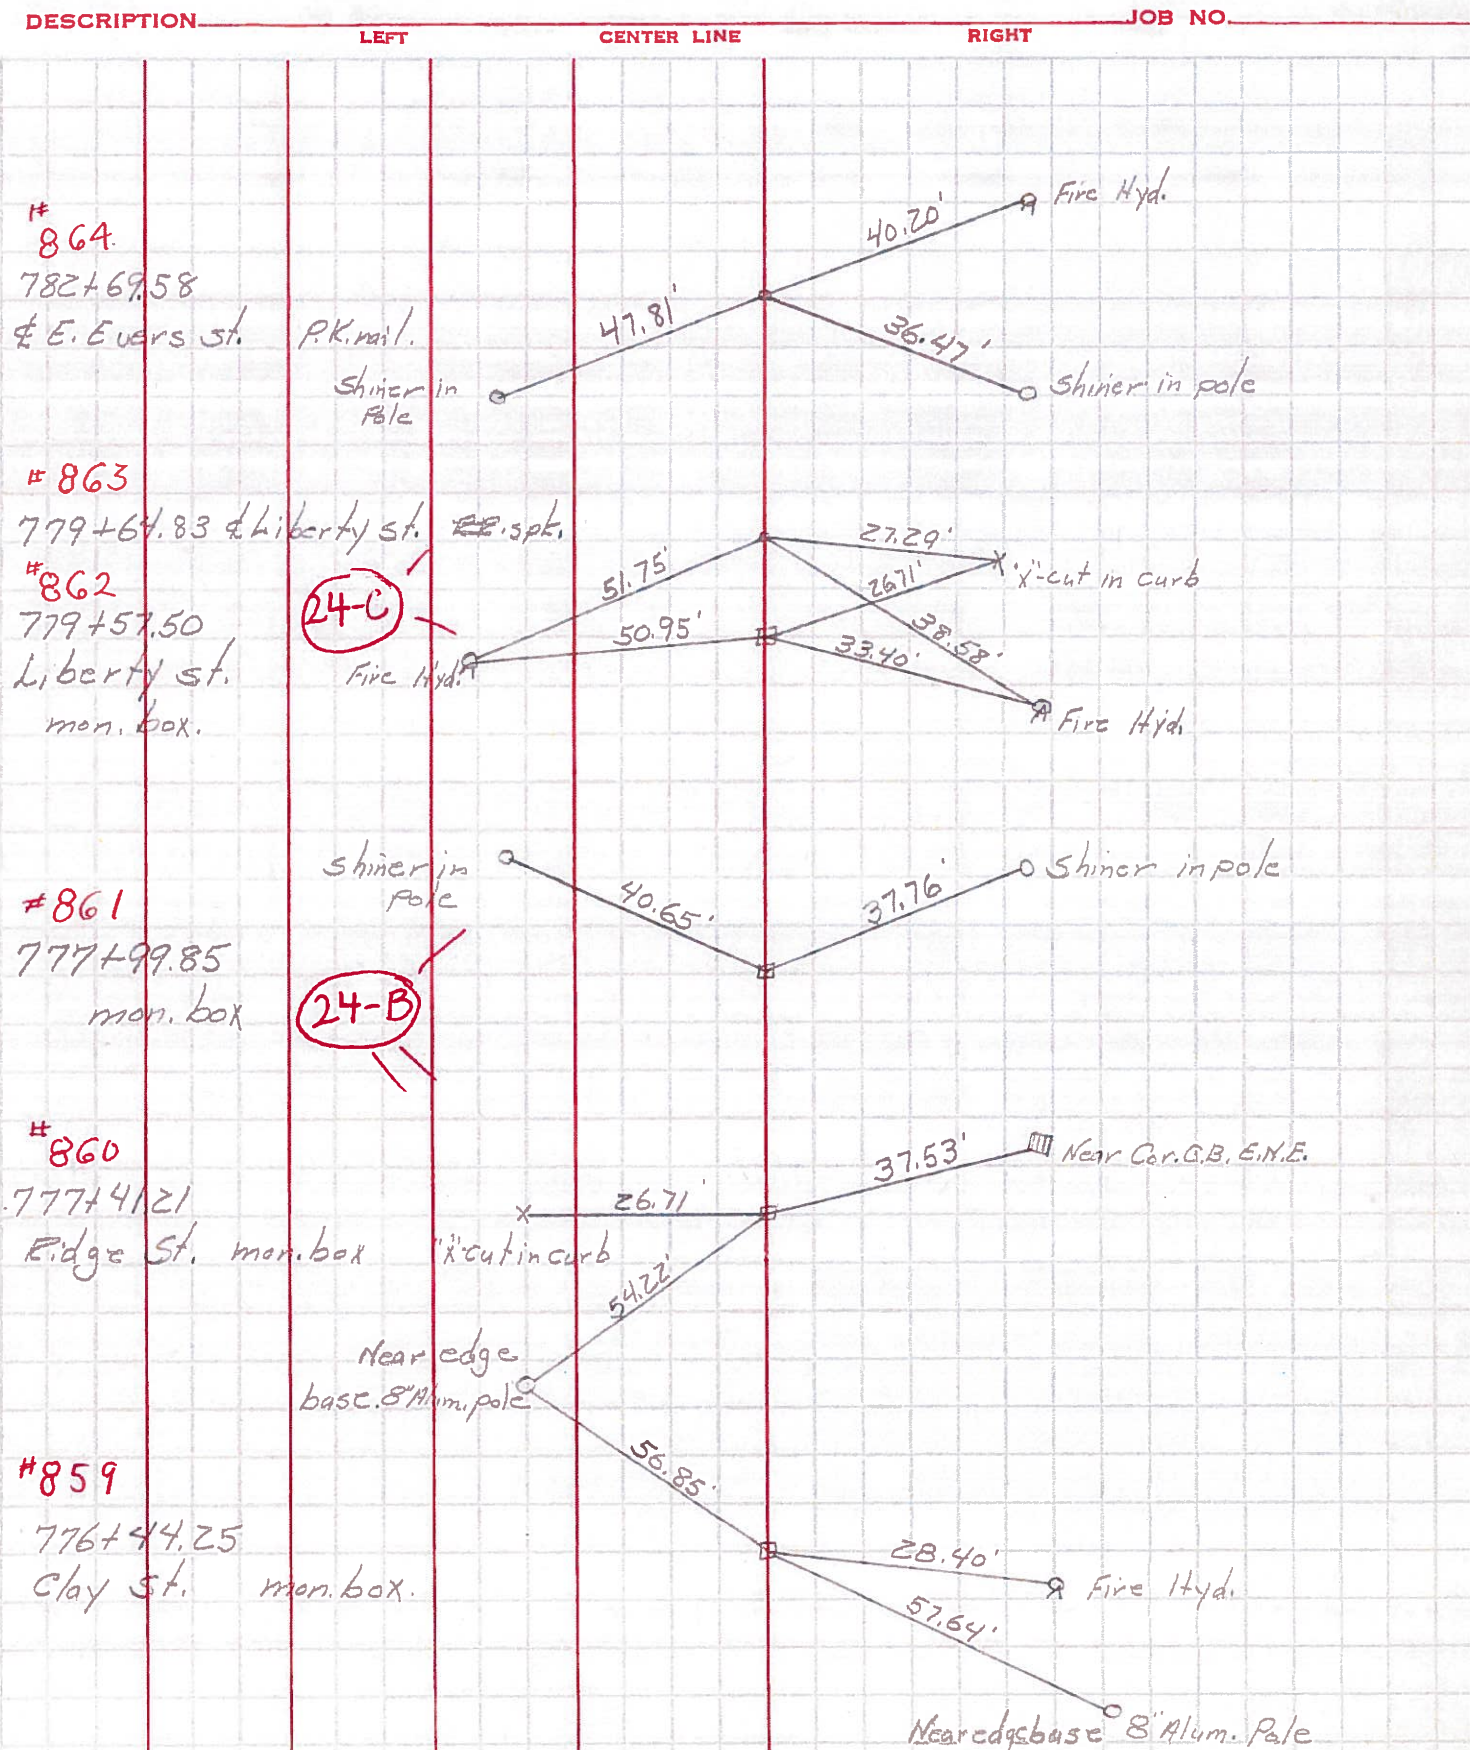 DESCRIPTION JOB NO.
LEFT CENTER LINE RIGHT
#864
782+69.58
℄ E. Evers st. P.K. nail.
47.81'
40.20'
Fire Hyd.
36.47'
Shiner in pole
Shiner in
Pole
#863
779+64.83 ℄ Liberty st. spk.
#862
779+57.50
Liberty st.
mon. box.
24-C
51.75'
50.95'
Fire Hyd.
27.29'
26.71'
"x"-cut in curb
38.58'
33.40'
Fire Hyd.
Shiner in
pole
40.65'
37.76'
Shiner in pole
#861
777+99.85
mon. box
24-B
#860
777+41.21
Ridge St. mon. box
"x" cut in curb
26.71'
37.53'
Near Cor. C.B. E.N.E.
54.22'
Near edge
base. 8" Alum. pole
56.85'
#859
776+44.25
Clay St. mon. box.
28.40'
Fire Hyd.
57.64'
Near edge base 8" Alum. Pole